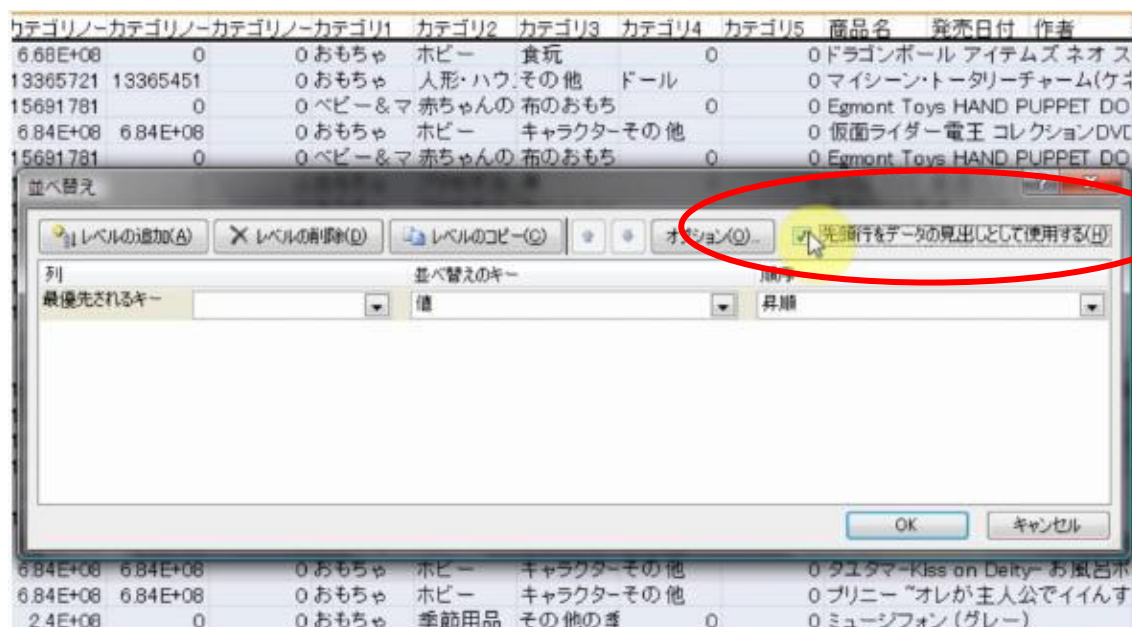 カテゴリノーカテゴリノーカテゴリノーカテゴリ1 カテゴリ2 カテゴリ3 カテゴリ4 カテゴリ5 商品名 発売日付 作者
6.68E+08 0 0 おもちゃ ホビー 食玩 0 0 ドラゴンボール アイテムズ ネオ ス
13365721 13365451 0 おもちゃ 人形・ハウ その他 ドール 0 マイシーン・トータリーチャーム(ケネ
15691781 0 0 ベビー&マ 赤ちゃんの 布のおもち 0 0 Egmont Toys HAND PUPPET DO
6.84E+08 6.84E+08 0 おもちゃ ホビー キャラクター その他 0 仮面ライダー電王 コレクションDVD
15691781 0 0 ベビー&マ 赤ちゃんの 布のおもち 0 0 Egmont Toys HAND PUPPET DO
並べ替え
レベルの追加(A) レベルの削除(D) レベルのコピー(C) オプション(O)... 先頭行をデータの見出しとして使用する(H)
列 並べ替えのキー 順序
最優先されるキー 値 昇順
OK キャンセル
6.84E+08 6.84E+08 0 おもちゃ ホビー キャラクター その他 0 タユタマ-Kiss on Deity- お風呂ポ
6.84E+08 6.84E+08 0 おもちゃ ホビー キャラクター その他 0 プリニー ~オレが主人公でイイんす
2.4E+08 0 0 おもちゃ 季節用品 その他の季 0 0 ミュージフォン(グレー)